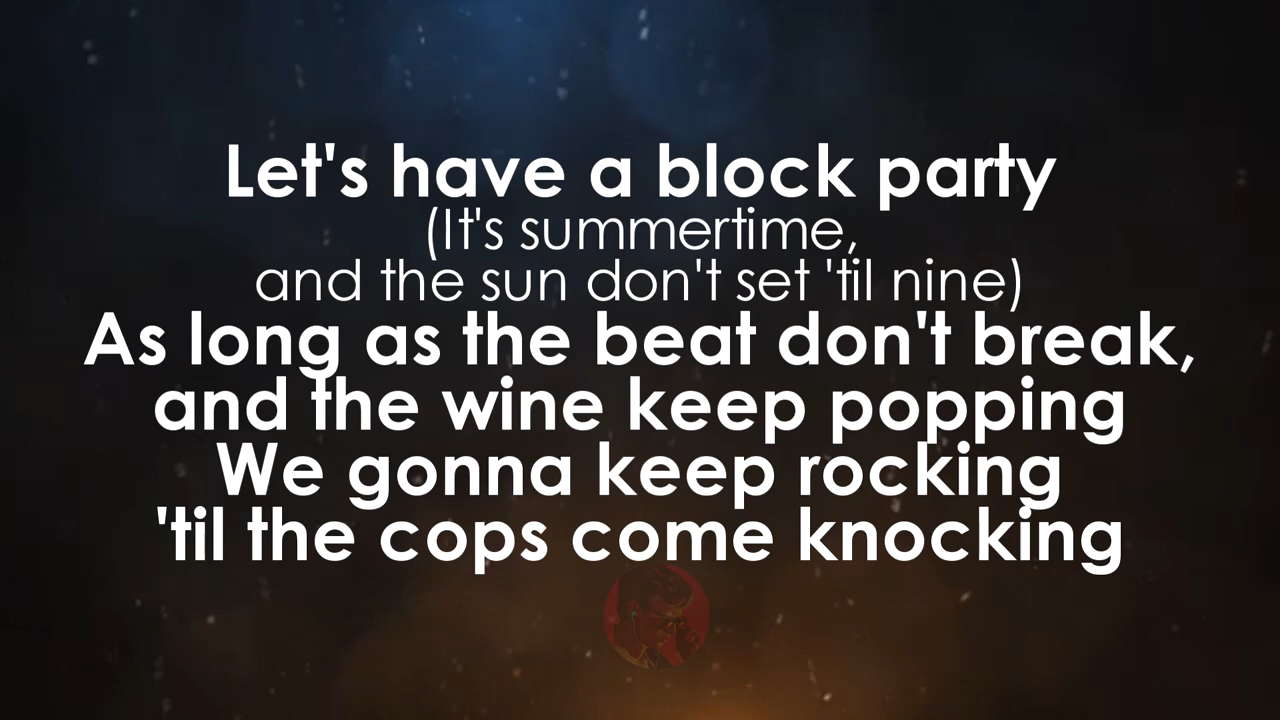 Let's have a block party
(It's summertime,
and the sun don't set 'til nine)
As long as the beat don't break,
and the wine keep popping
We gonna keep rocking
'til the cops come knocking